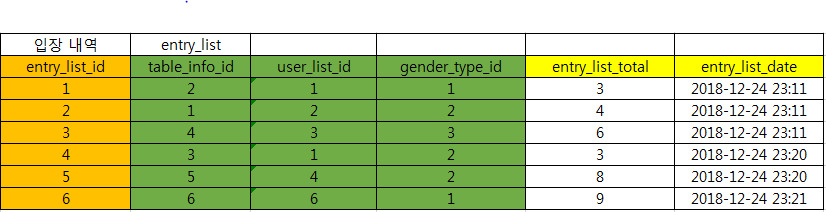 입장 내역 entry_list
entry_list_id table_info_id user_list_id gender_type_id entry_list_total entry_list_date
1 2 1 1 3 2018-12-24 23:11
2 1 2 2 4 2018-12-24 23:11
3 4 3 3 6 2018-12-24 23:11
4 3 1 2 3 2018-12-24 23:20
5 5 4 2 8 2018-12-24 23:20
6 6 6 1 9 2018-12-24 23:21